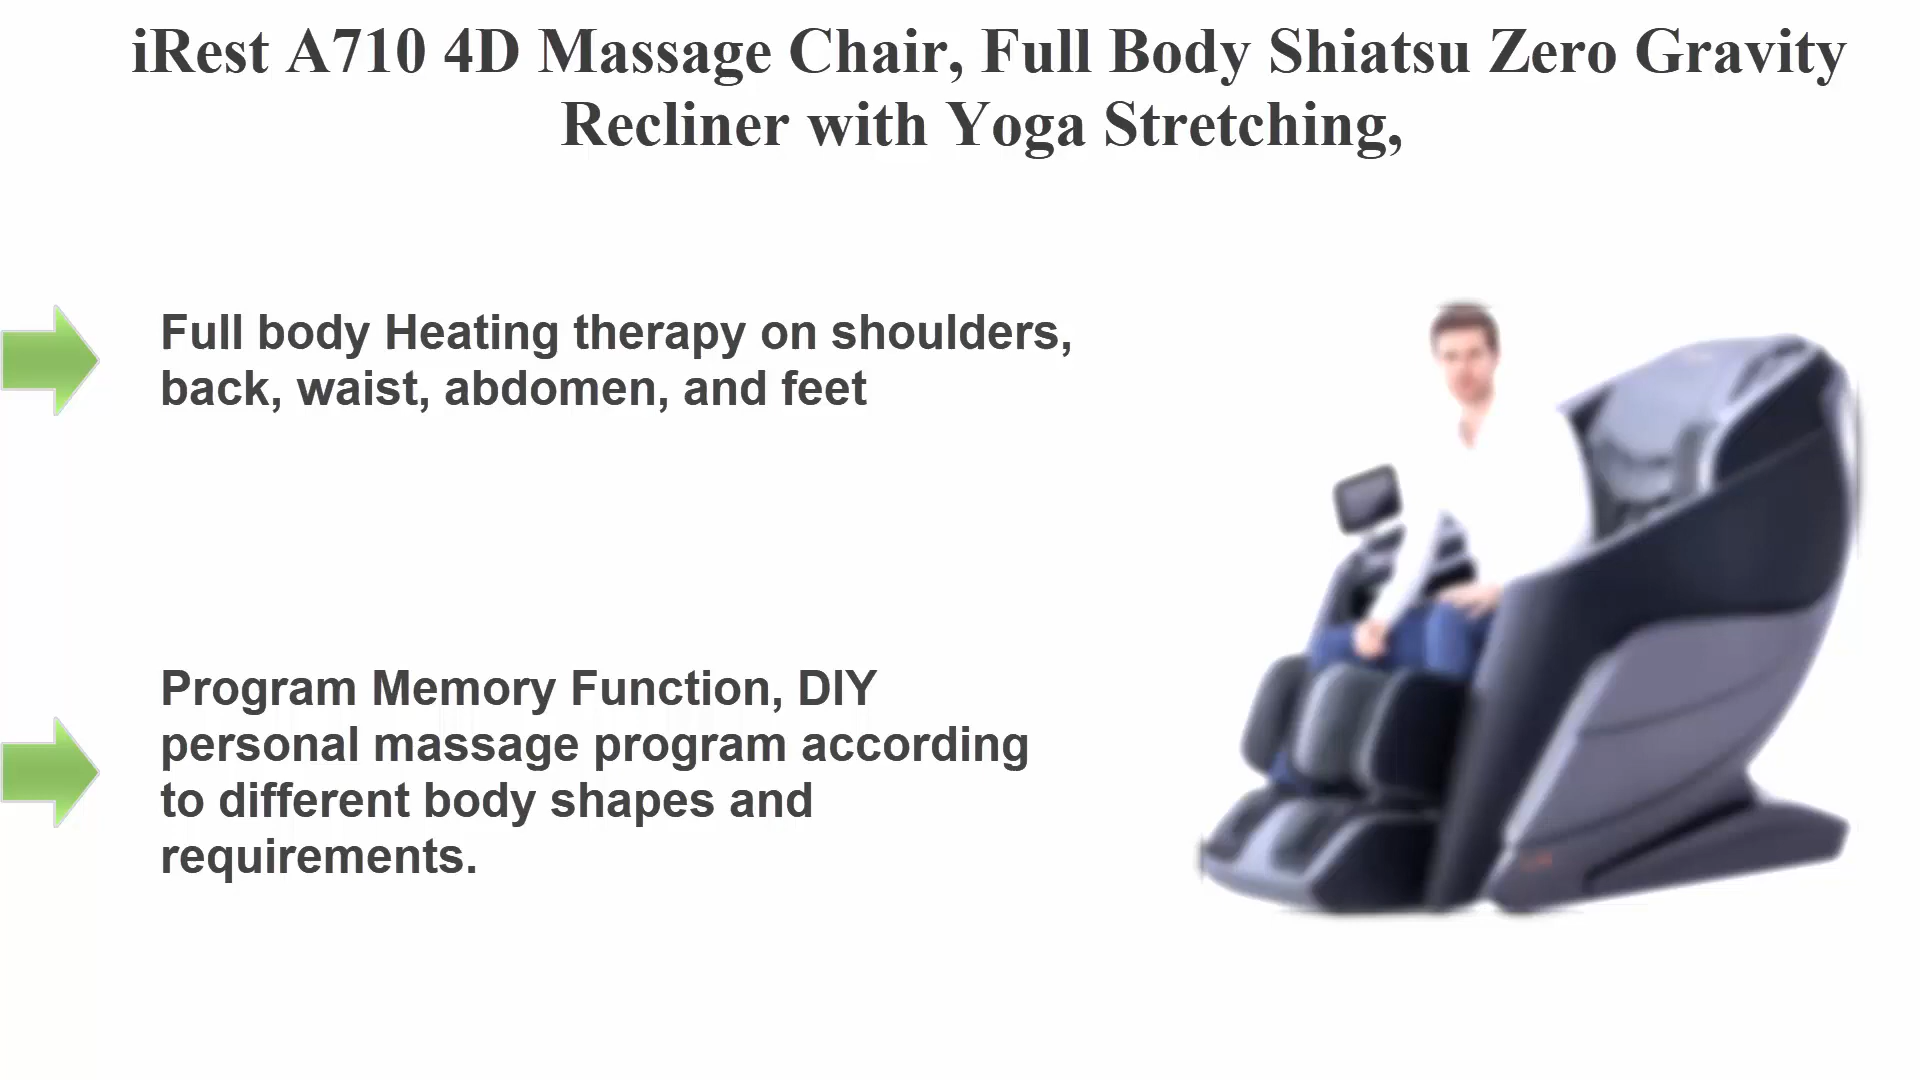 iRest A710 4D Massage Chair, Full Body Shiatsu Zero Gravity
Recliner with Yoga Stretching,
Full body Heating therapy on shoulders,
back, waist, abdomen, and feet
Program Memory Function, DIY
personal massage program according
to different body shapes and
requirements.